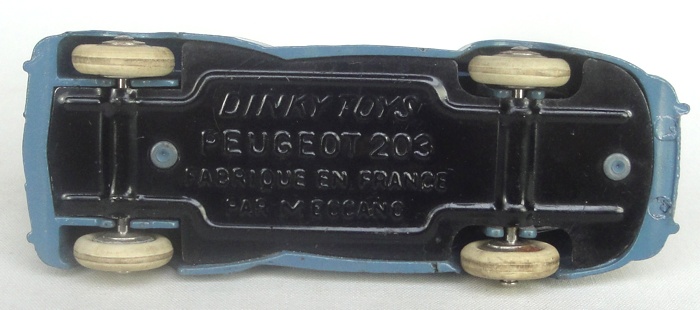 DINKY TOYS
PEUGEOT 203
FABRIQUE EN FRANCE
PAR MECCANO